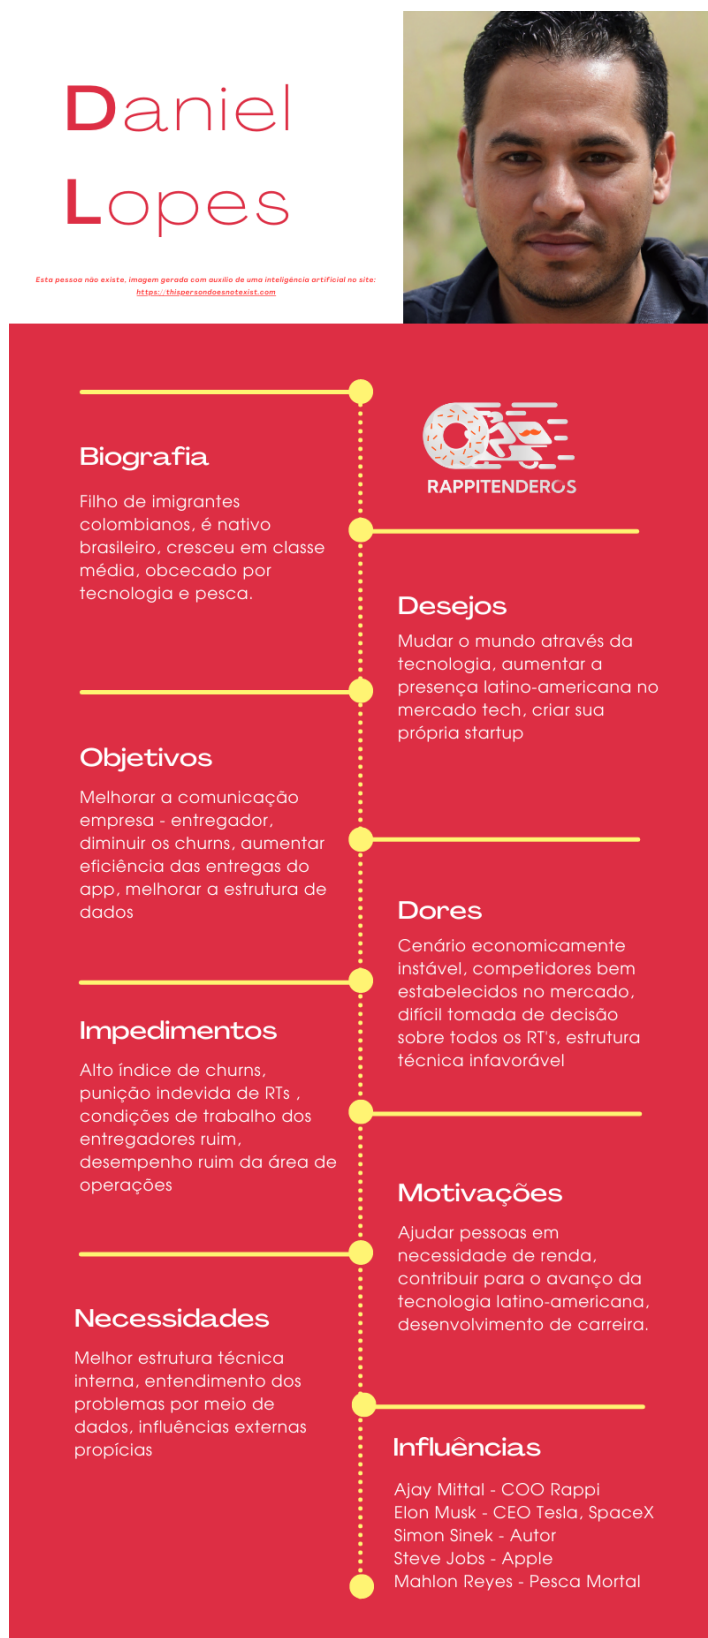 Daniel
Lopes
Esta pessoa não existe, imagem gerada com auxílio de uma inteligência artificial no site:
https://thispersondoesnotexist.com
RAPPITENDEROS
Biografia
Filho de imigrantes
colombianos, é nativo
brasileiro, cresceu em classe
média, obcecado por
tecnologia e pesca.
Desejos
Mudar o mundo através da
tecnologia, aumentar a
presença latino-americana no
mercado tech, criar sua
própria startup
Objetivos
Melhorar a comunicação
empresa - entregador,
diminuir os churns, aumentar
eficiência das entregas do
app, melhorar a estrutura de
dados
Dores
Cenário economicamente
instável, competidores bem
estabelecidos no mercado,
difícil tomada de decisão
sobre todos os RT's, estrutura
técnica infavorável
Impedimentos
Alto índice de churns,
punição indevida de RTs ,
condições de trabalho dos
entregadores ruim,
desempenho ruim da área de
operações
Motivações
Ajudar pessoas em
necessidade de renda,
contribuir para o avanço da
tecnologia latino-americana,
desenvolvimento de carreira.
Necessidades
Melhor estrutura técnica
interna, entendimento dos
problemas por meio de
dados, influências externas
propícias
Influências
Ajay Mittal - COO Rappi
Elon Musk - CEO Tesla, SpaceX
Simon Sinek - Autor
Steve Jobs - Apple
Mahlon Reyes - Pesca Mortal